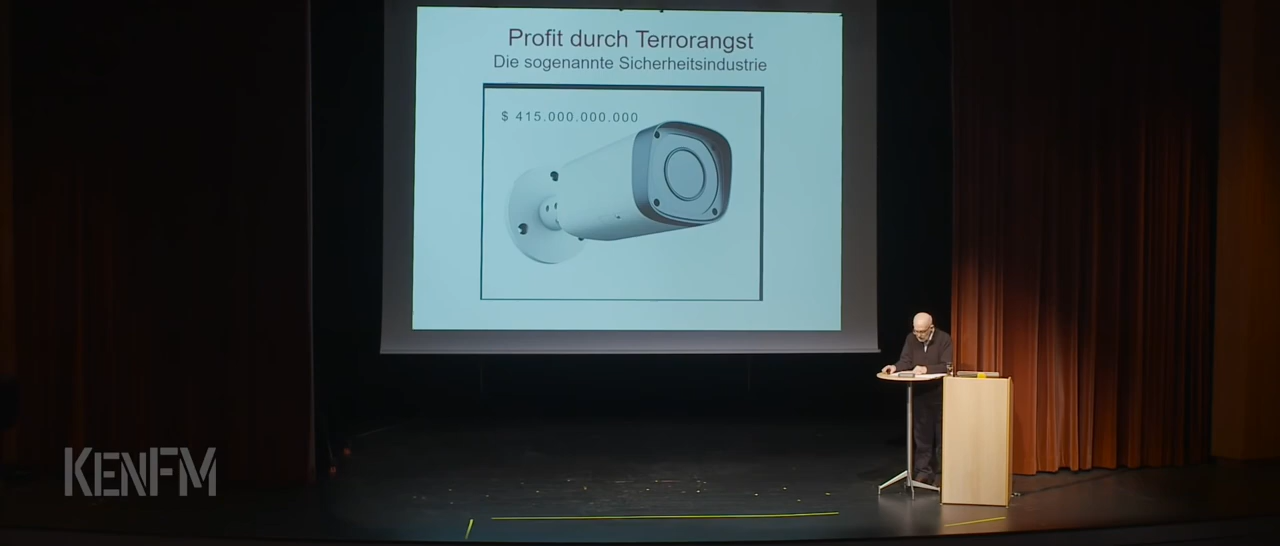 Profit durch Terrorangst
Die sogenannte Sicherheitsindustrie
$ 415.000.000.000
KENFM